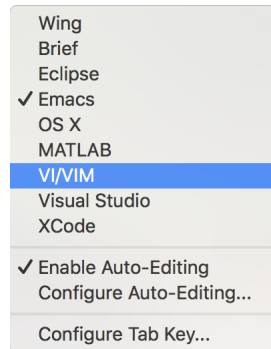 Wing
Brief
Eclipse
✓ Emacs
OS X
MATLAB
VI/VIM
Visual Studio
XCode
✓ Enable Auto-Editing
Configure Auto-Editing...
Configure Tab Key...